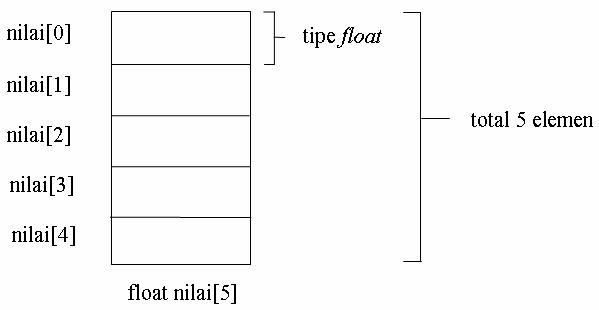 nilai[0]
tipe float
nilai[1]
nilai[2]
total 5 elemen
nilai[3]
nilai[4]
float nilai[5]